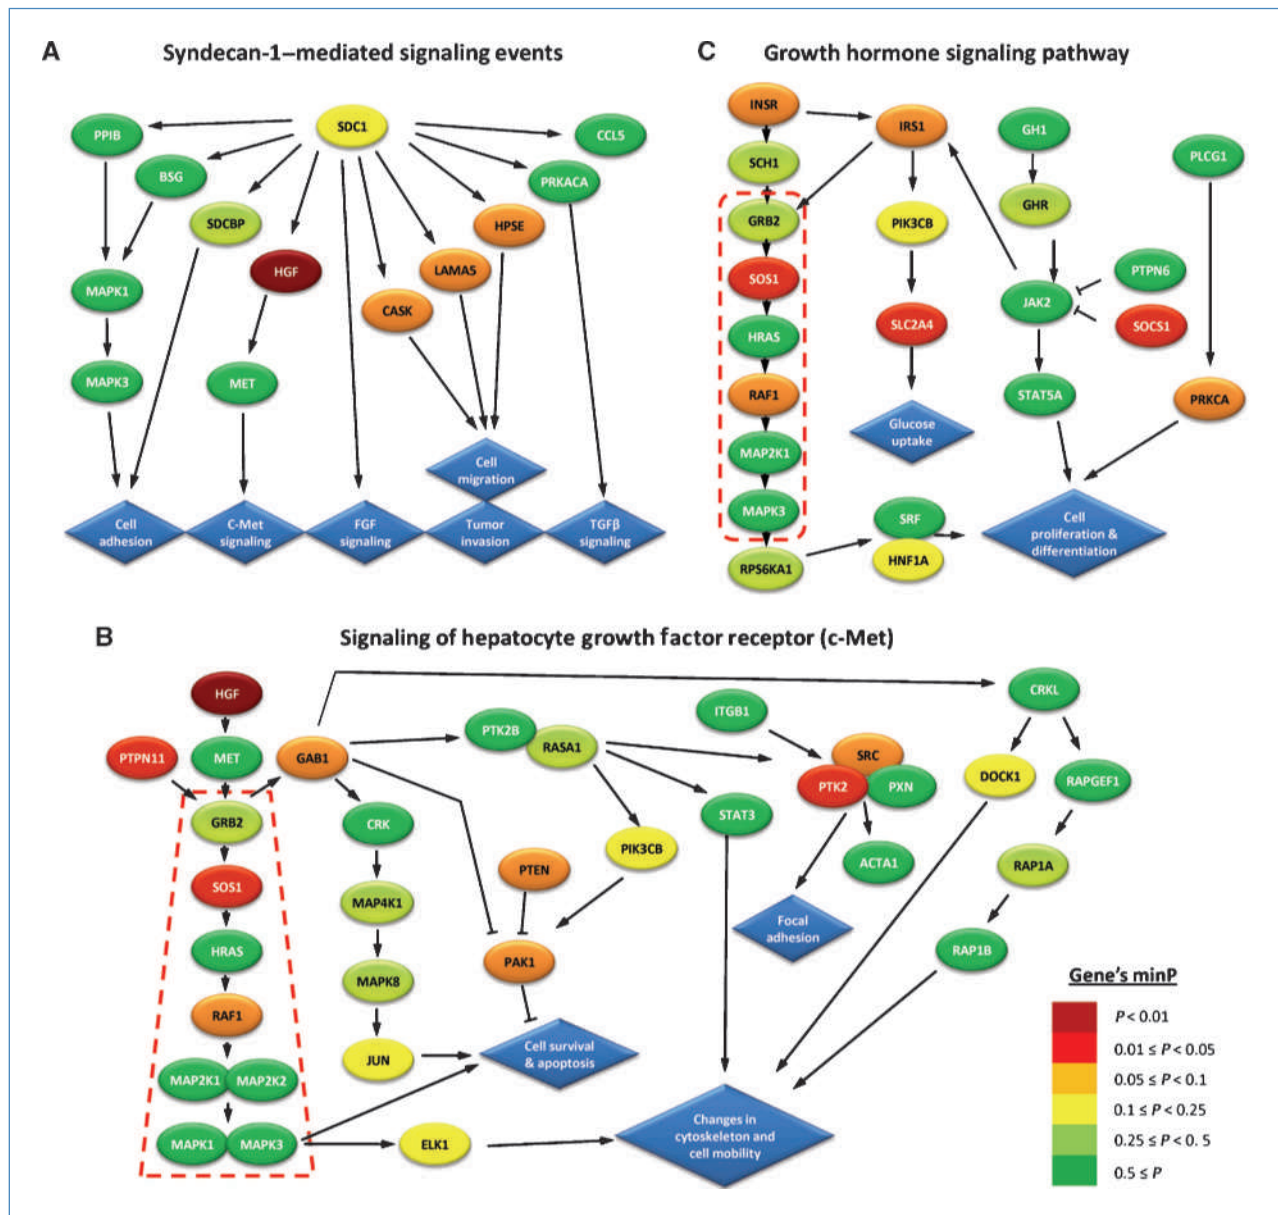 A
Syndecan-1–mediated signaling events
SDC1
PPIB
CCL5
BSG
PRKACA
SDCBP
HPSE
HGF
LAMA5
MAPK1
CASK
MAPK3
MET
Cell
migration
Cell
adhesion
C-Met
signaling
FGF
signaling
Tumor
invasion
TGFβ
signaling
C
Growth hormone signaling pathway
INSR
IRS1
GH1
PLCG1
SCH1
GHR
GRB2
PIK3CB
SOS1
PTPN6
JAK2
SOCS1
HRAS
SLC2A4
RAF1
STAT5A
PRKCA
Glucose
uptake
MAP2K1
MAPK3
SRF
HNF1A
Cell
proliferation &
differentiation
RPS6KA1
B
Signaling of hepatocyte growth factor receptor (c-Met)
HGF
CRKL
ITGB1
PTK2B
RASA1
PTPN11
MET
GAB1
SRC
DOCK1
RAPGEF1
PTK2
PXN
GRB2
CRK
STAT3
PIK3CB
ACTA1
RAP1A
SOS1
PTEN
MAP4K1
Focal
adhesion
HRAS
PAK1
RAP1B
MAPK8
RAF1
JUN
Cell survival
& apoptosis
MAP2K1
MAP2K2
MAPK1
MAPK3
ELK1
Changes in
cytoskeleton and
cell mobility
Gene's minP
P < 0.01
0.01 ≤ P < 0.05
0.05 ≤ P < 0.1
0.1 ≤ P < 0.25
0.25 ≤ P < 0. 5
0.5 ≤ P